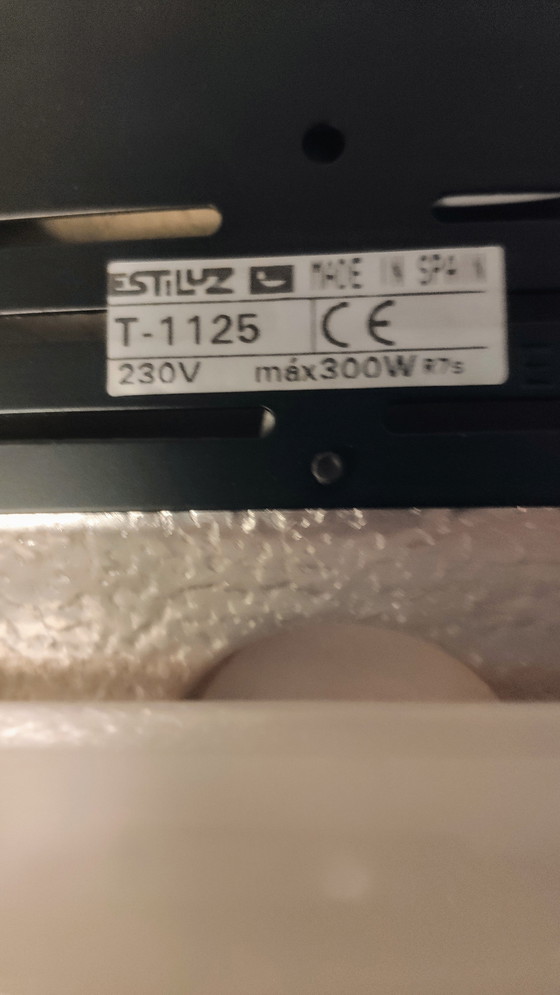 ESTILUZ MADE IN SPAIN
T-1125 CE
230V máx300W R7s